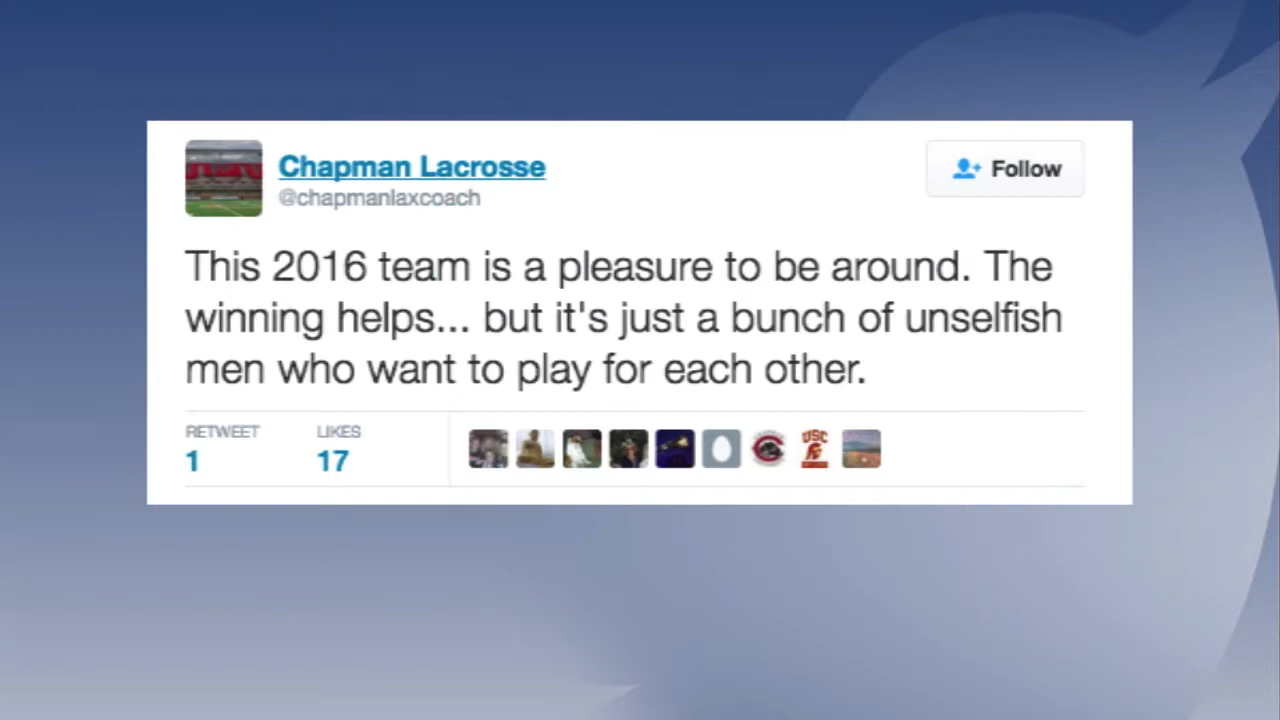 Chapman Lacrosse
@chapmanlaxcoach
Follow
This 2016 team is a pleasure to be around. The
winning helps... but it's just a bunch of unselfish
men who want to play for each other.
RETWEET LIKES
1 17
USC